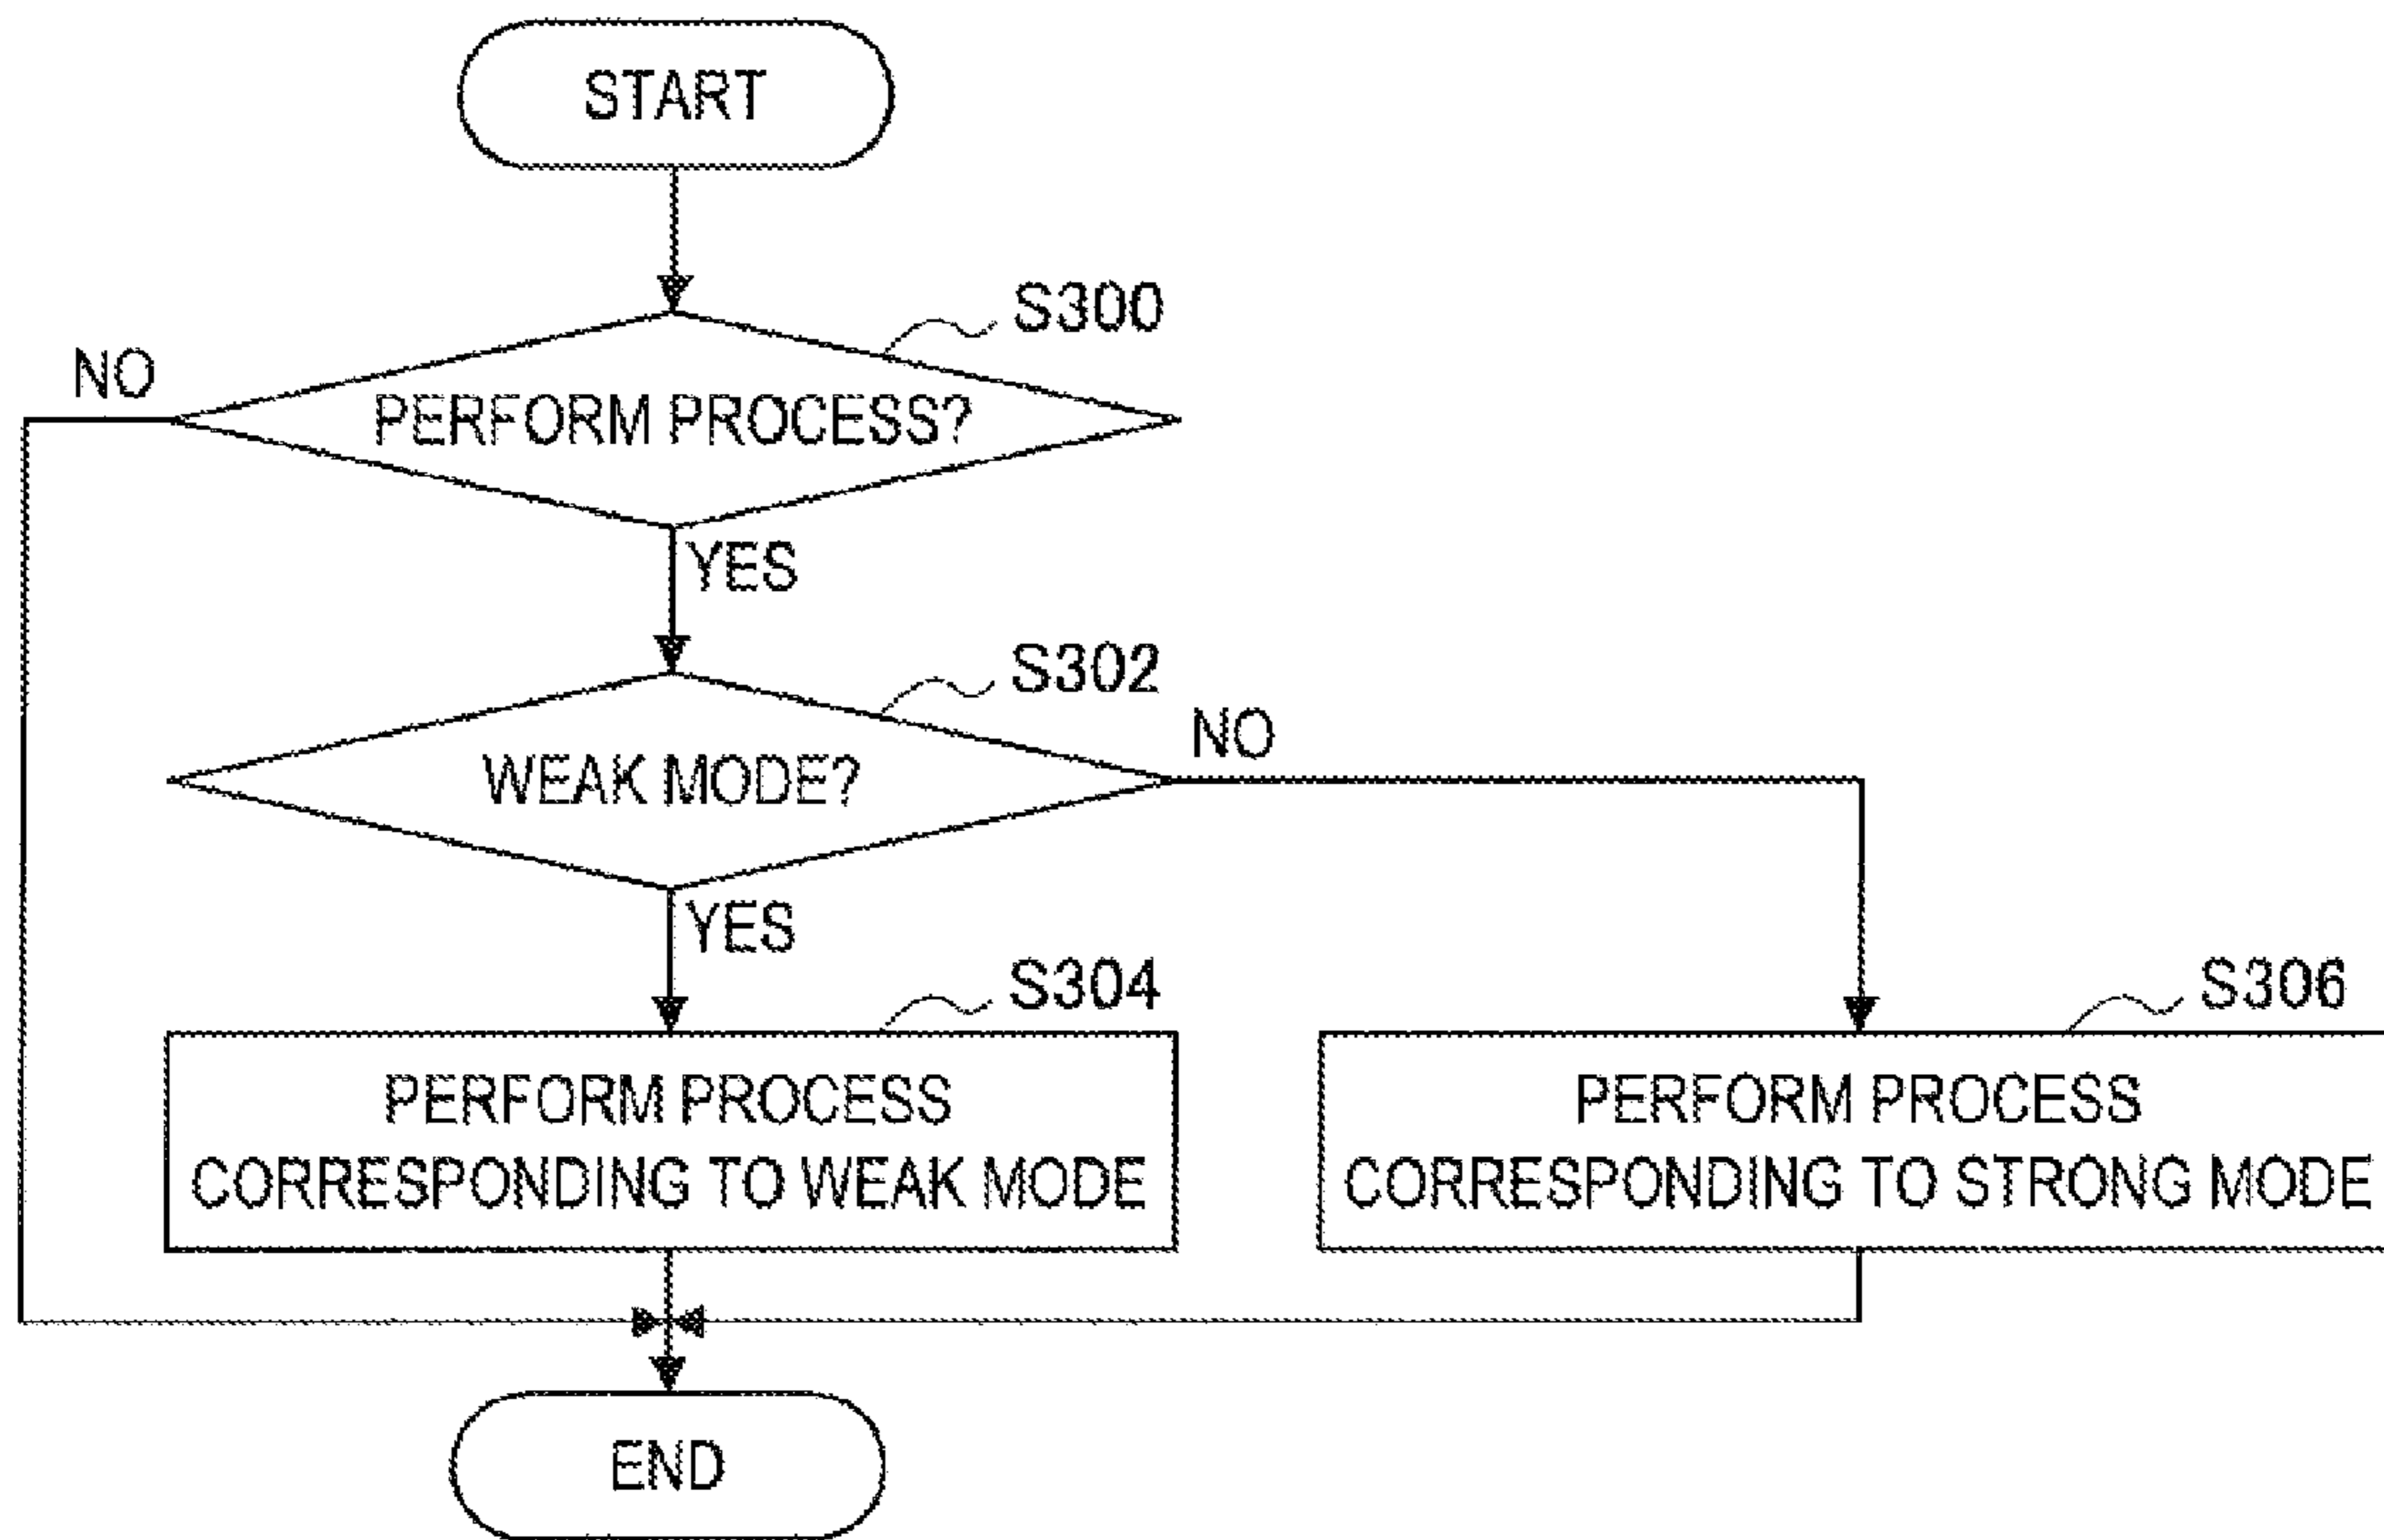 START
S300
NO
PERFORM PROCESS?
YES
S302
NO
WEAK MODE?
YES
S304
S306
PERFORM PROCESS
CORRESPONDING TO WEAK MODE
PERFORM PROCESS
CORRESPONDING TO STRONG MODE
END